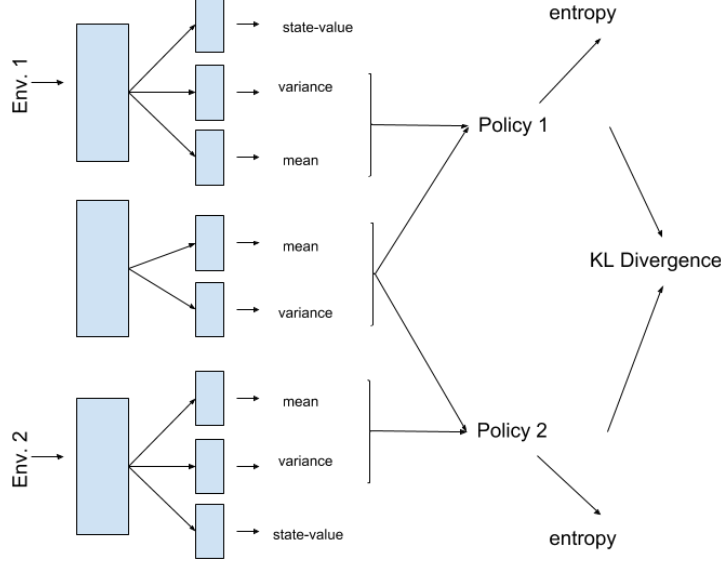 entropy
state-value
Env. 1
variance
Policy 1
mean
mean
KL Divergence
variance
mean
Policy 2
Env. 2
variance
state-value
entropy